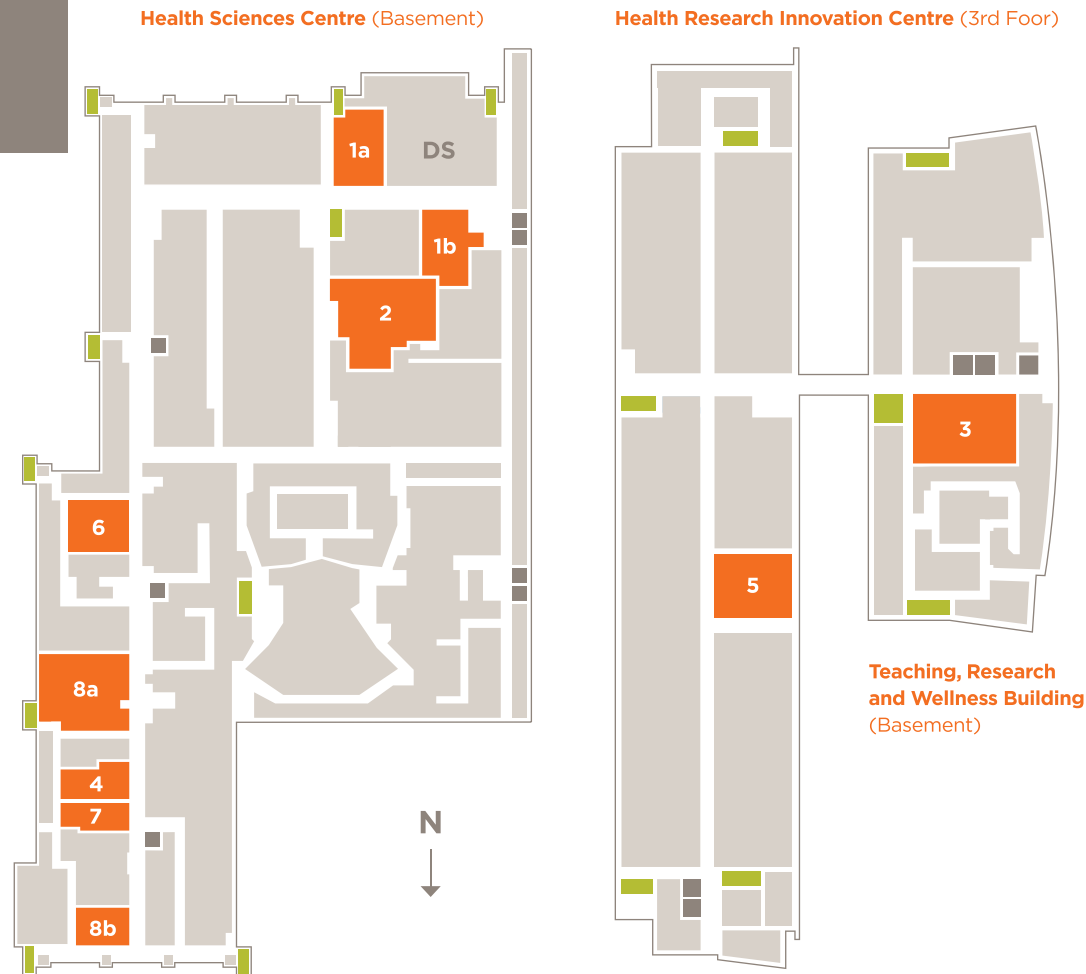 Health Sciences Centre (Basement)
Health Research Innovation Centre (3rd Foor)
1a
DS
1b
2
3
6
5
8a
Teaching, Research
and Wellness Building
(Basement)
4
7
N
8b